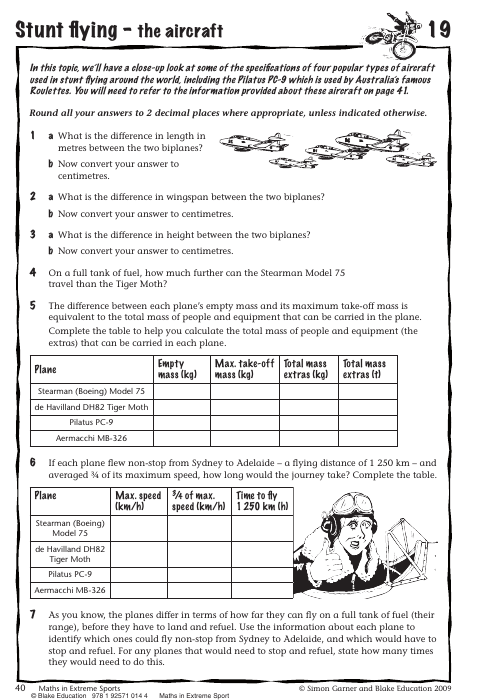 Stunt flying – the aircraft
19
In this topic, we'll have a close-up look at some of the specifications of four popular types of aircraft
used in stunt flying around the world, including the Pilatus PC-9 which is used by Australia's famous
Roulettes. You will need to refer to the information provided about these aircraft on page 41.
Round all your answers to 2 decimal places where appropriate, unless indicated otherwise.
1 a What is the difference in length in
metres between the two biplanes?
b Now convert your answer to
centimetres.
2 a What is the difference in wingspan between the two biplanes?
b Now convert your answer to centimetres.
3 a What is the difference in height between the two biplanes?
b Now convert your answer to centimetres.
4 On a full tank of fuel, how much further can the Stearman Model 75
travel than the Tiger Moth?
5 The difference between each plane's empty mass and its maximum take-off mass is
equivalent to the total mass of people and equipment that can be carried in the plane.
Complete the table to help you calculate the total mass of people and equipment (the
extras) that can be carried in each plane.
Plane
Empty
mass (kg)
Max. take-off
mass (kg)
Total mass
extras (kg)
Total mass
extras (t)
Stearman (Boeing) Model 75
de Havilland DH82 Tiger Moth
Pilatus PC-9
Aermacchi MB-326
6 If each plane flew non-stop from Sydney to Adelaide – a flying distance of 1 250 km – and
averaged ¾ of its maximum speed, how long would the journey take? Complete the table.
Plane
Max. speed
(km/h)
¾ of max.
speed (km/h)
Time to fly
1 250 km (h)
Stearman (Boeing)
Model 75
de Havilland DH82
Tiger Moth
Pilatus PC-9
Aermacchi MB-326
7 As you know, the planes differ in terms of how far they can fly on a full tank of fuel (their
range), before they have to land and refuel. Use the information about each plane to
identify which ones could fly non-stop from Sydney to Adelaide, and which would have to
stop and refuel. For any planes that would need to stop and refuel, state how many times
they would need to do this.
40 Maths in Extreme Sports
© Simon Garner and Blake Education 2009
© Blake Education 978 1 92571 014 4 Maths in Extreme Sport